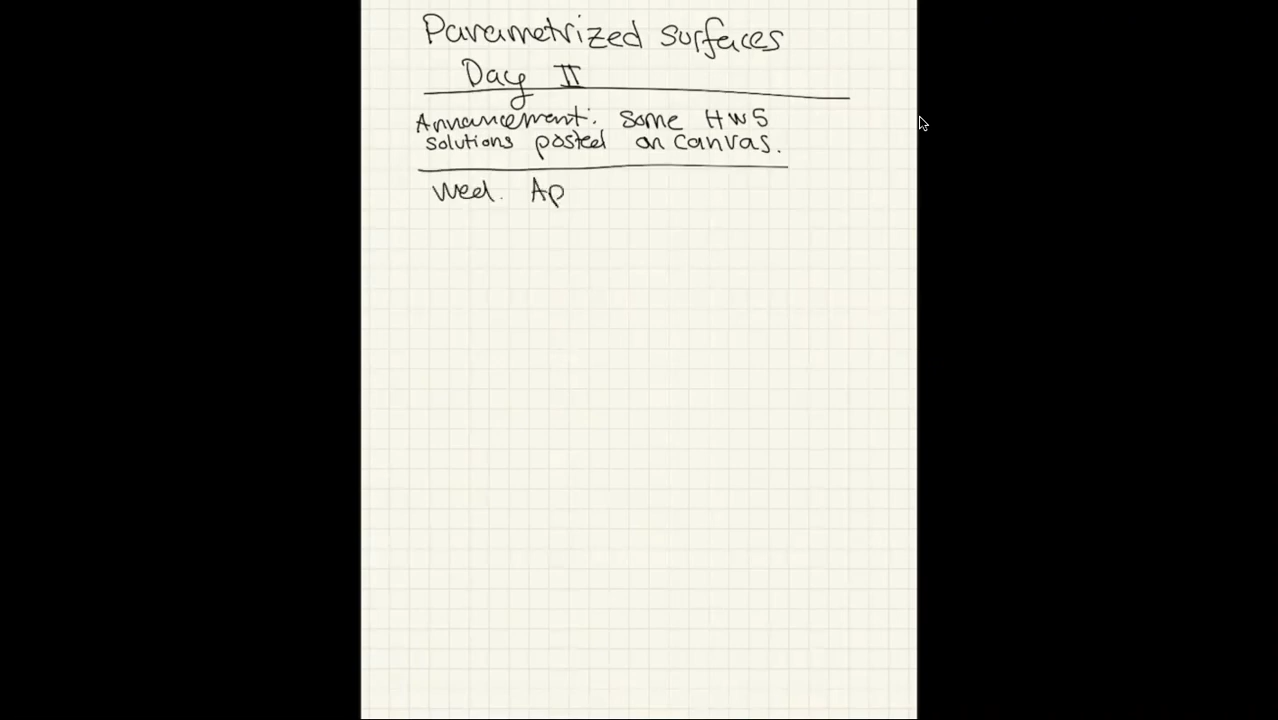 Parametrized surfaces
Day II
Announcement: Some HW5
solutions posted on Canvas.
Wed. Ap